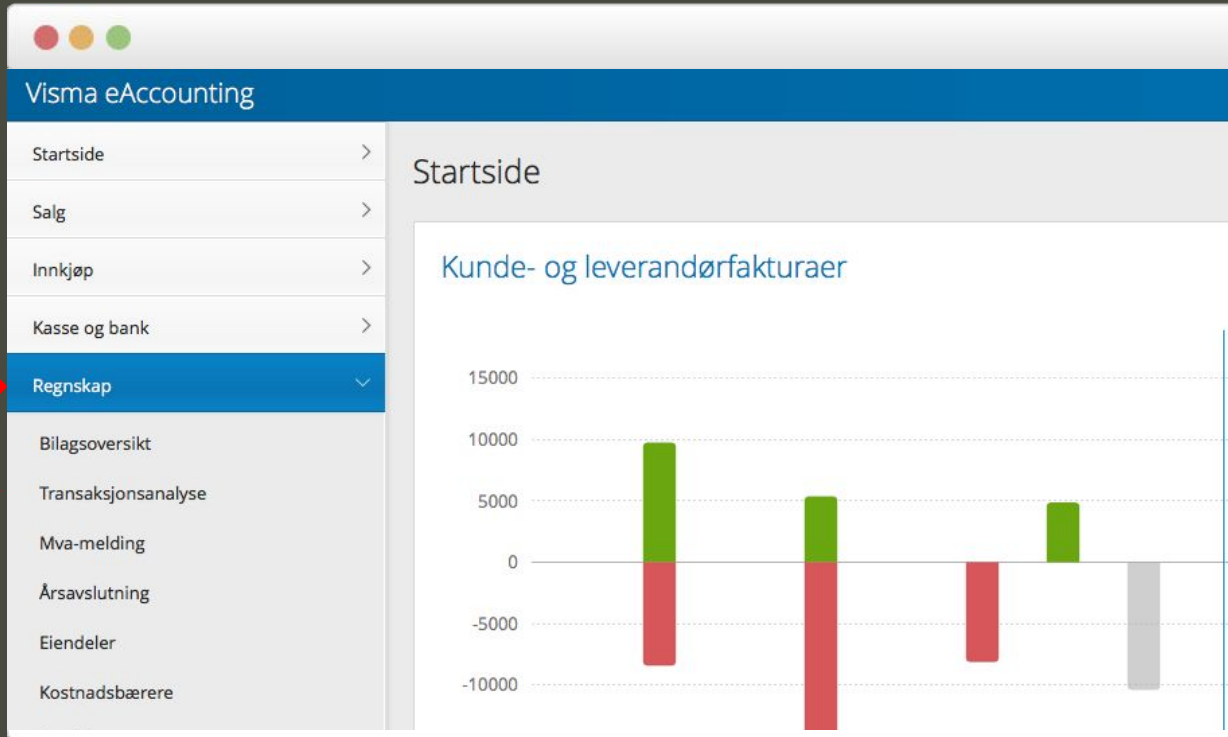 Visma eAccounting
Startside
Salg
Innkjøp
Kasse og bank
Regnskap
Bilagsoversikt
Transaksjonsanalyse
Mva-melding
Årsavslutning
Eiendeler
Kostnadsbærere
Startside
Kunde- og leverandørfakturaer
15000
10000
5000
0
-5000
-10000